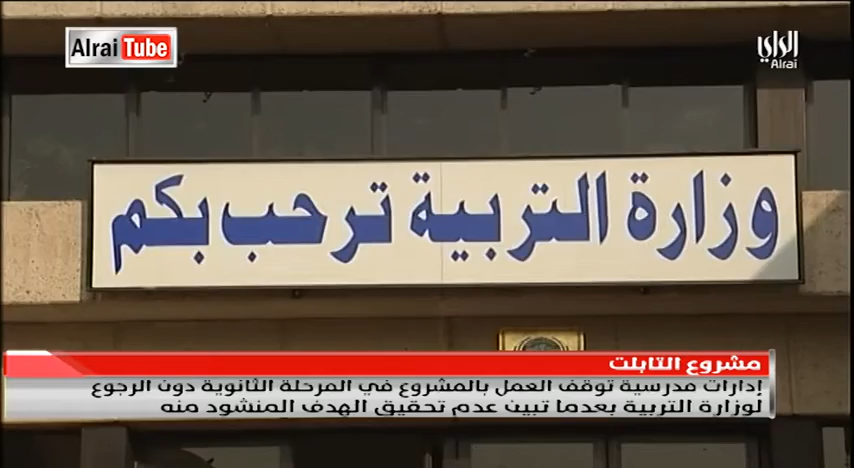 Alrai Tube
الراي
Alrai
وزارة التربية ترحب بكم
مشروع التابلت
إدارات مدرسية توقف العمل بالمشروع في المرحلة الثانوية دون الرجوع
لوزارة التربية بعدما تبين عدم تحقيق الهدف المنشود منه